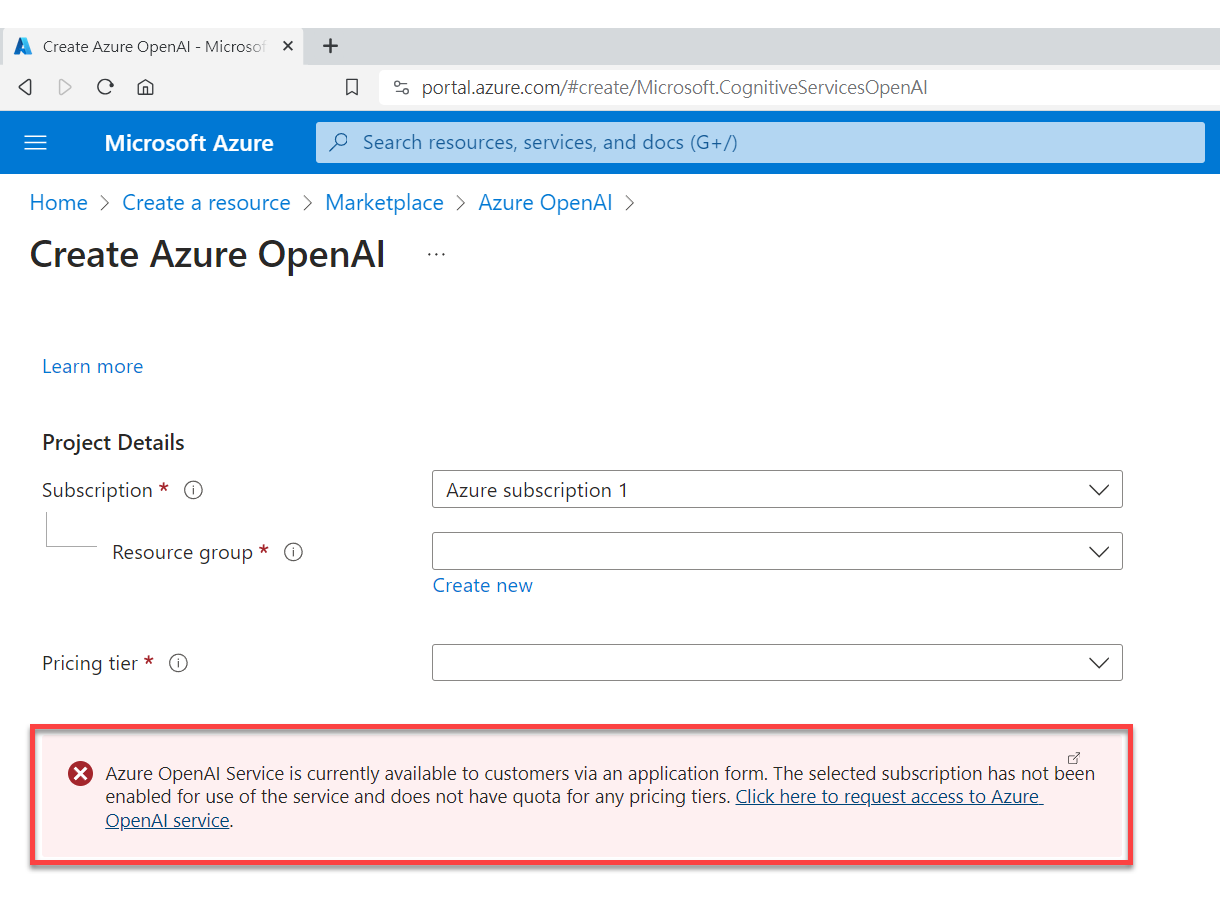 Create Azure OpenAI - Microsof
portal.azure.com/#create/Microsoft.CognitiveServicesOpenAI
Microsoft Azure
Search resources, services, and docs (G+/)
Home > Create a resource > Marketplace > Azure OpenAI >
Create Azure OpenAI ...
Learn more
Project Details
Subscription *
Azure subscription 1
Resource group *
Create new
Pricing tier *
Azure OpenAI Service is currently available to customers via an application form. The selected subscription has not been
enabled for use of the service and does not have quota for any pricing tiers. Click here to request access to Azure
OpenAI service.